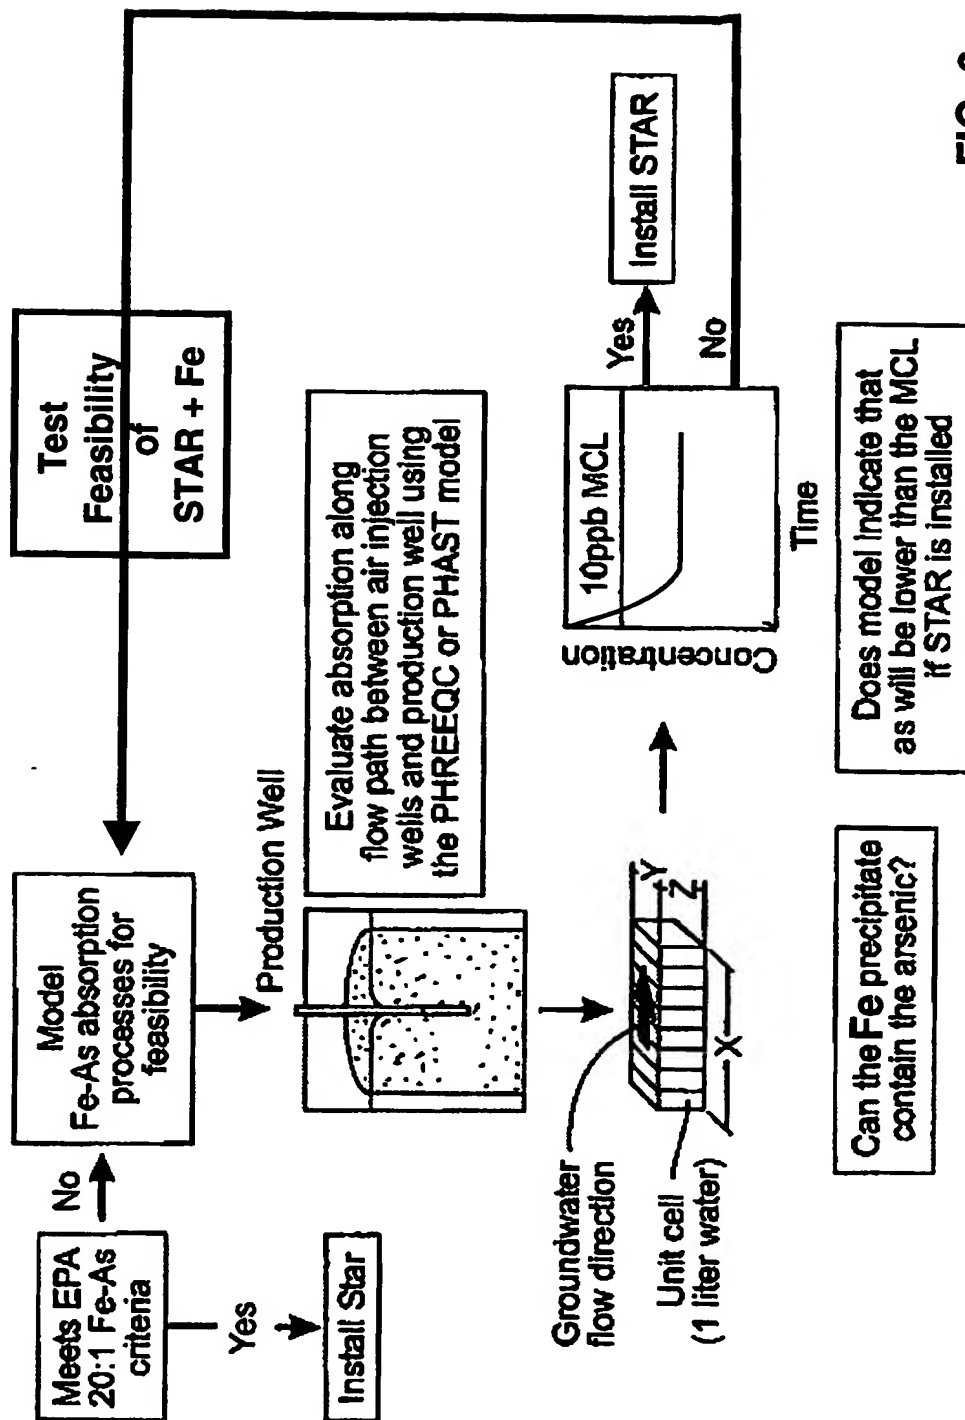 Meets EPA
20:1 Fe-As
criteria
No
Yes
Install Star
Model
Fe-As absorption
processes for
feasibility
Test
Feasibility
of
STAR + Fe
Production Well
Evaluate absorption along
flow path between air injection
wells and production well using
the PHREEQC or PHAST model
Groundwater
flow direction
Unit cell
(1 liter water)
X
Y
Z
Concentration
10ppb MCL
Time
Yes
No
Install STAR
Can the Fe precipitate
contain the arsenic?
Does model indicate that
as will be lower than the MCL
if STAR is installed
FIG.